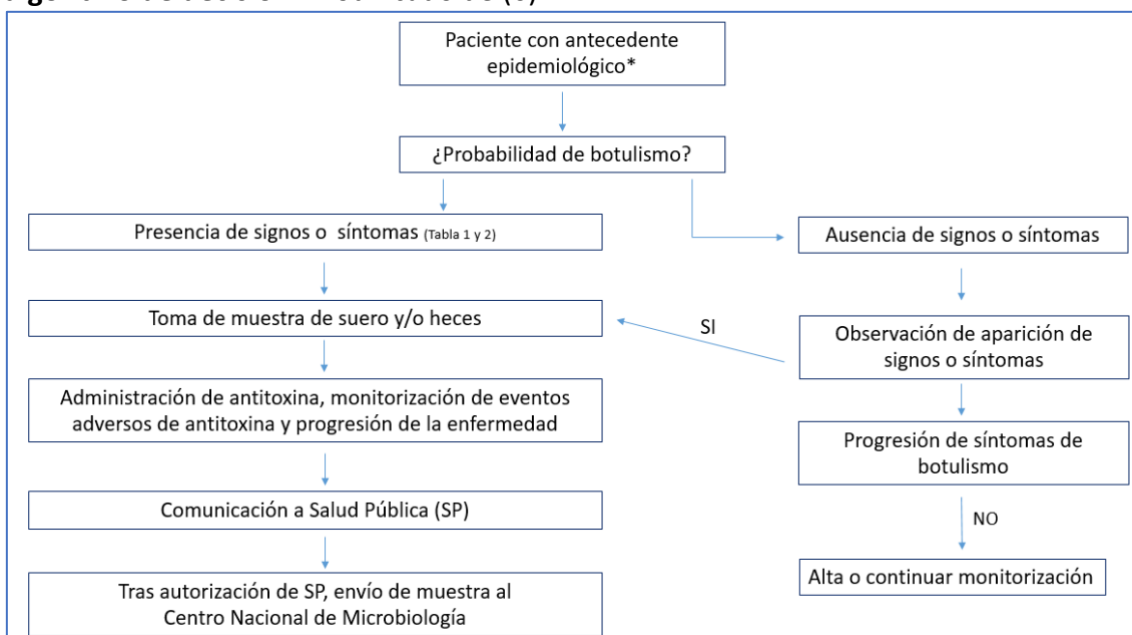 Paciente con antecedente
epidemiológico*
¿Probabilidad de botulismo?
Presencia de signos o síntomas (Tabla 1 y 2)
Ausencia de signos o síntomas
Toma de muestra de suero y/o heces
SI
Observación de aparición de
signos o síntomas
Administración de antitoxina, monitorización de eventos
adversos de antitoxina y progresión de la enfermedad
Progresión de síntomas de
botulismo
Comunicación a Salud Pública (SP)
NO
Alta o continuar monitorización
Tras autorización de SP, envío de muestra al
Centro Nacional de Microbiología